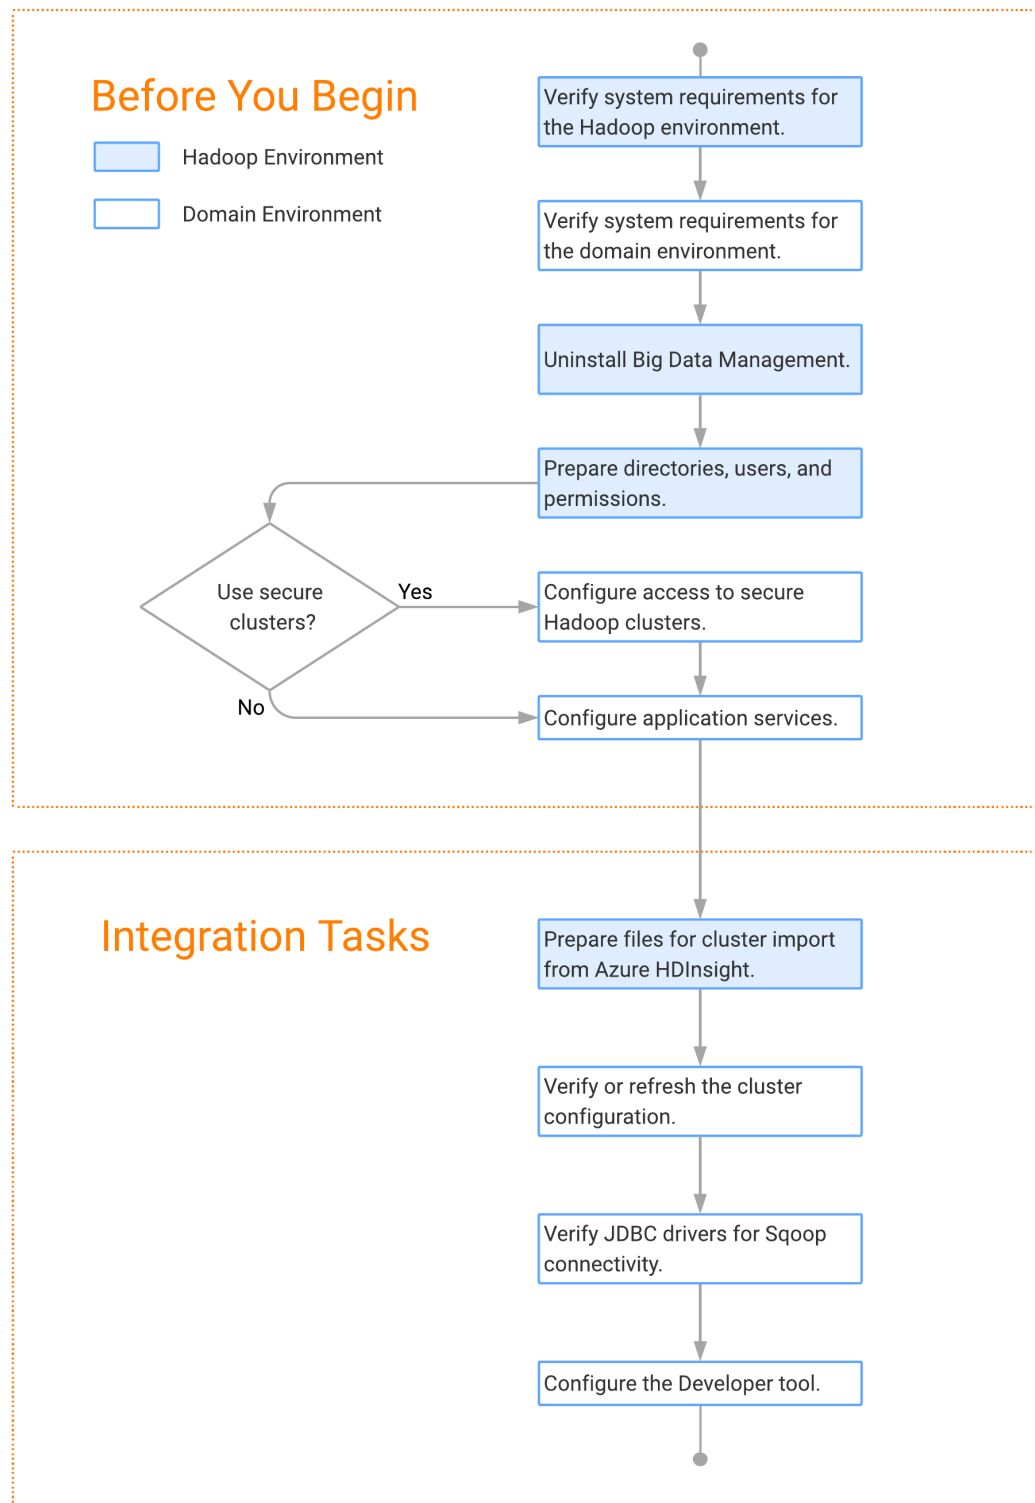 Before You Begin
Hadoop Environment
Domain Environment
Verify system requirements for
the Hadoop environment.
Verify system requirements for
the domain environment.
Uninstall Big Data Management.
Prepare directories, users, and
permissions.
Use secure
clusters?
Yes
No
Configure access to secure
Hadoop clusters.
Configure application services.
Integration Tasks
Prepare files for cluster import
from Azure HDInsight.
Verify or refresh the cluster
configuration.
Verify JDBC drivers for Sqoop
connectivity.
Configure the Developer tool.